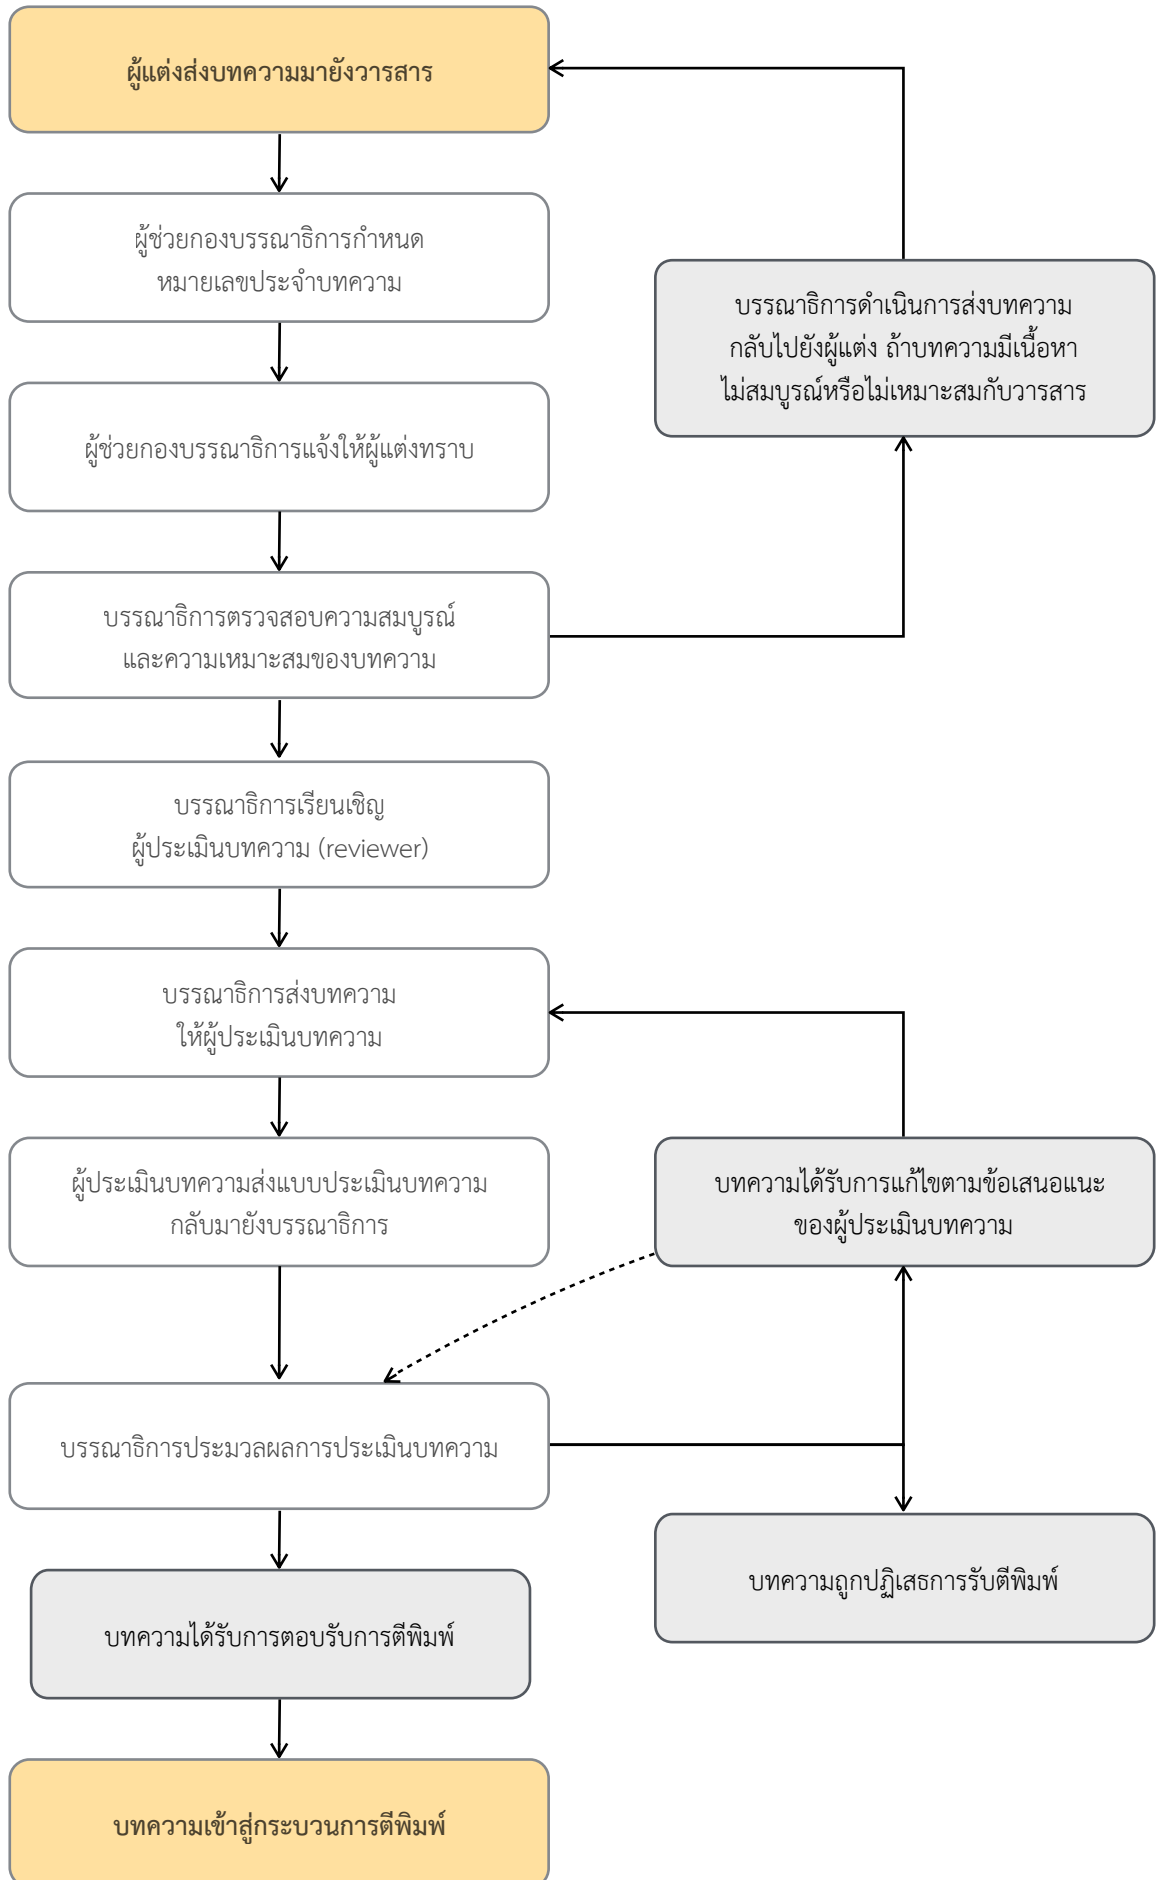 ผู้แต่งส่งบทความมายังวารสาร
ผู้ช่วยกองบรรณาธิการกำหนด
หมายเลขประจำบทความ
บรรณาธิการดำเนินการส่งบทความ
กลับไปยังผู้แต่ง ถ้าบทความมีเนื้อหา
ไม่สมบูรณ์หรือไม่เหมาะสมกับวารสาร
ผู้ช่วยกองบรรณาธิการแจ้งให้ผู้แต่งทราบ
บรรณาธิการตรวจสอบความสมบูรณ์
และความเหมาะสมของบทความ
บรรณาธิการเรียนเชิญ
ผู้ประเมินบทความ (reviewer)
บรรณาธิการส่งบทความ
ให้ผู้ประเมินบทความ
ผู้ประเมินบทความส่งแบบประเมินบทความ
กลับมายังบรรณาธิการ
บทความได้รับการแก้ไขตามข้อเสนอแนะ
ของผู้ประเมินบทความ
บรรณาธิการประมวลผลการประเมินบทความ
บทความถูกปฏิเสธการรับตีพิมพ์
บทความได้รับการตอบรับการตีพิมพ์
บทความเข้าสู่กระบวนการตีพิมพ์